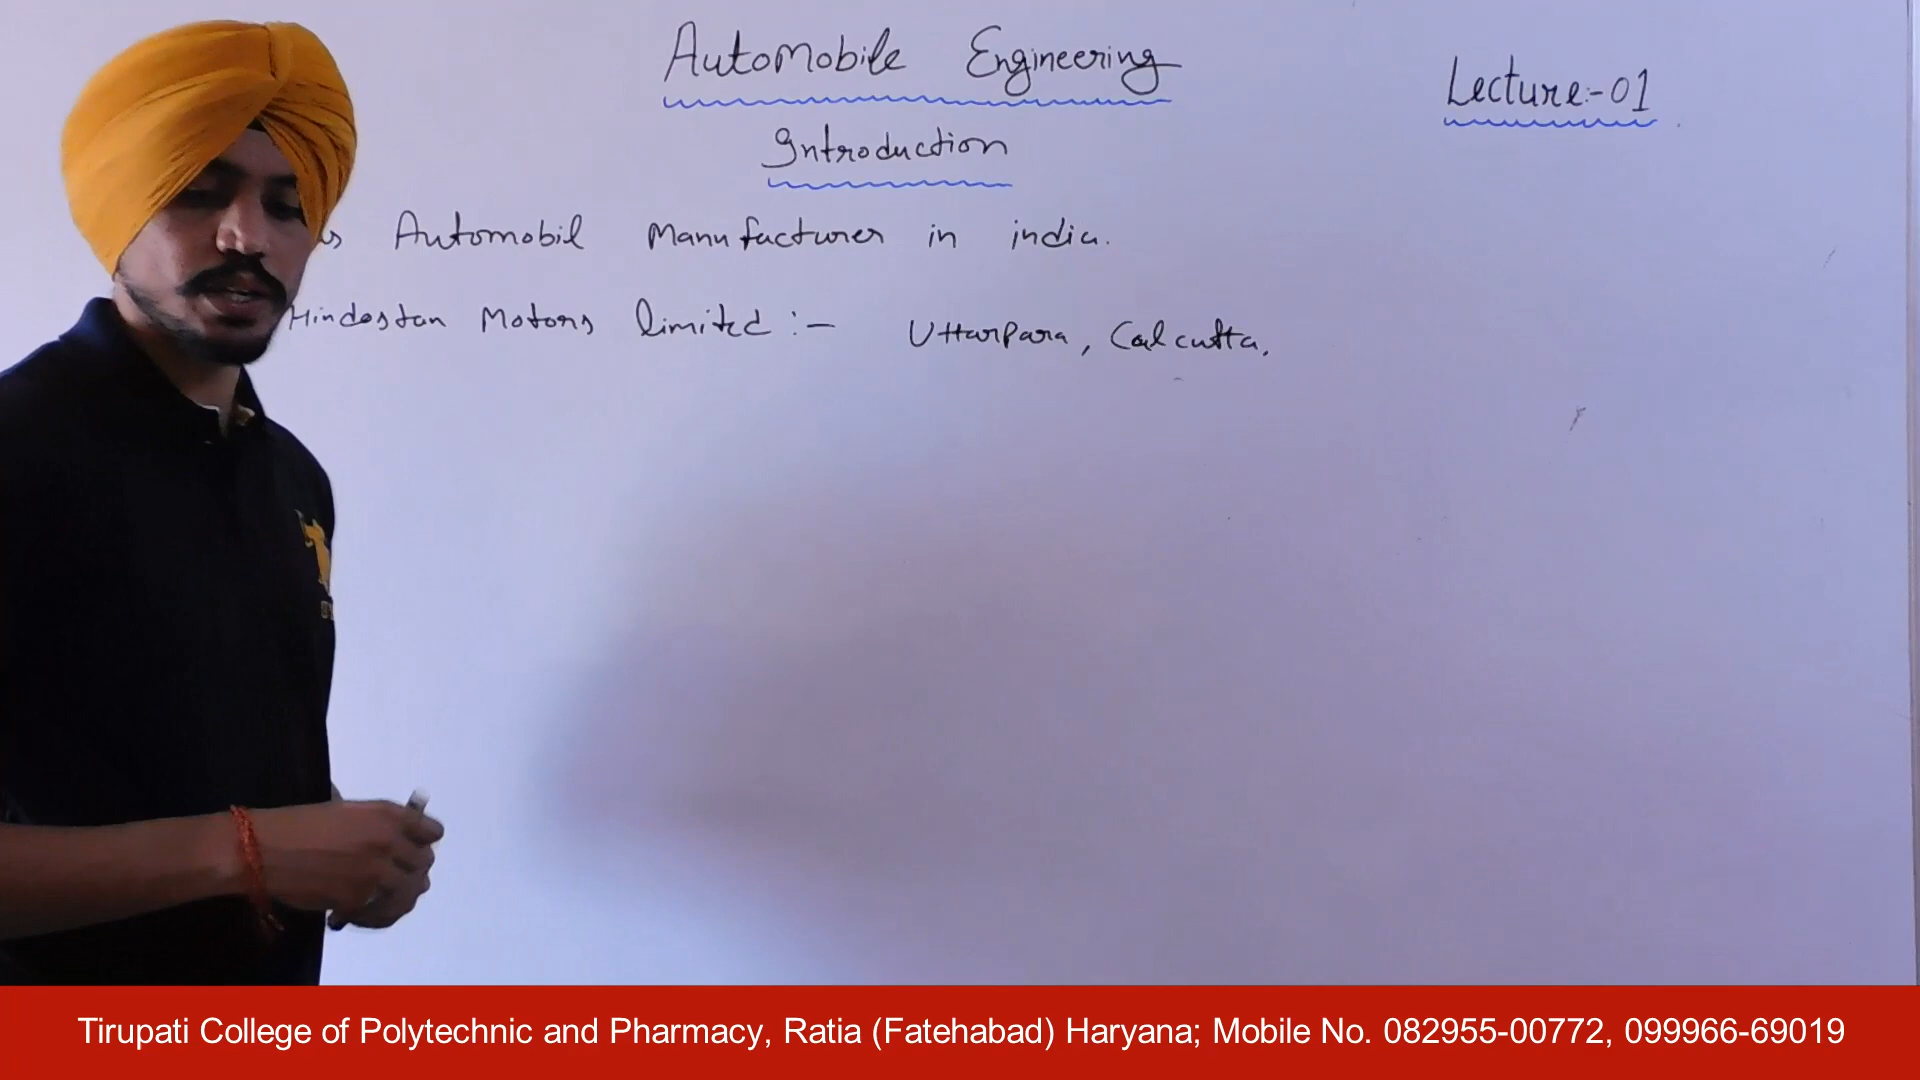 Automobile Engineering
Lecture:-01
Introduction
Automobil Manufacturer in india.
Hindostan Motors limited :- Uttarpara, Calcutta,
Tirupati College of Polytechnic and Pharmacy, Ratia (Fatehabad) Haryana; Mobile No. 082955-00772, 099966-69019